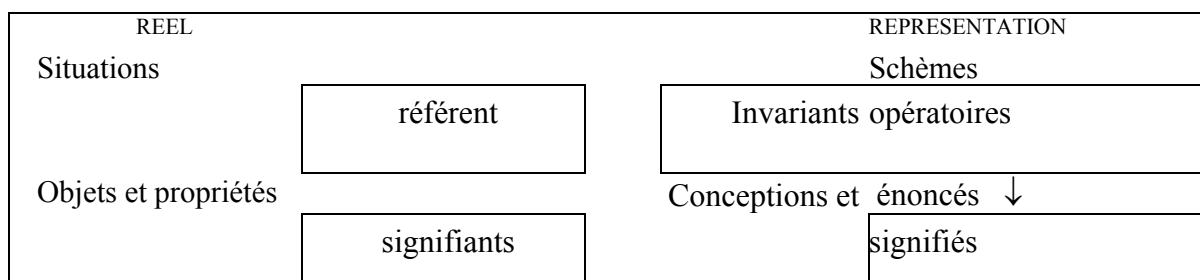 REEL REPRESENTATION
Situations Schèmes
référent Invariants opératoires
Objets et propriétés Conceptions et énoncés ↓
signifiants signifiés